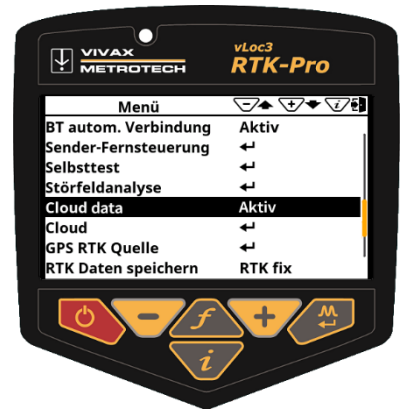 VIVAX
METROTECH
vLoc3
RTK-Pro
Menü - + i
BT autom. Verbindung Aktiv
Sender-Fernsteuerung ↵
Selbsttest ↵
Störfeldanalyse ↵
Cloud data Aktiv
Cloud ↵
GPS RTK Quelle ↵
RTK Daten speichern RTK fix
- f +
i